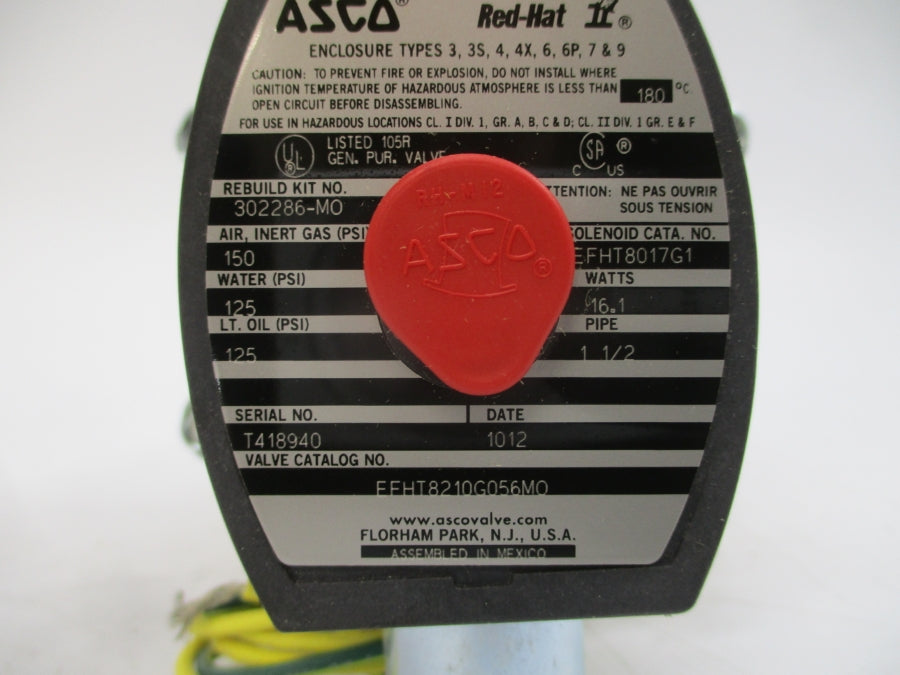 ASCO® Red-Hat II®
ENCLOSURE TYPES 3, 3S, 4, 4X, 6, 6P, 7 & 9
CAUTION: TO PREVENT FIRE OR EXPLOSION, DO NOT INSTALL WHERE
IGNITION TEMPERATURE OF HAZARDOUS ATMOSPHERE IS LESS THAN 180 °C.
OPEN CIRCUIT BEFORE DISASSEMBLING.
FOR USE IN HAZARDOUS LOCATIONS CL. I DIV. 1, GR. A, B, C & D; CL. II DIV. 1 GR. E & F
UL LISTED 105R
GEN. PUR. VALVE
C SA ® C US
REBUILD KIT NO.
302286-MO
TTENTION: NE PAS OUVRIR
SOUS TENSION
AIR, INERT GAS (PSI
150
SOLENOID CATA. NO.
EFHT8017G1
WATER (PSI)
125
WATTS
16.1
LT. OIL (PSI)
125
PIPE
1 1/2
ASCO®
SERIAL NO. DATE
T418940 1012
VALVE CATALOG NO.
EFHT8210G056MO
www.ascovalve.com
FLORHAM PARK, N.J., U.S.A.
ASSEMBLED IN MEXICO